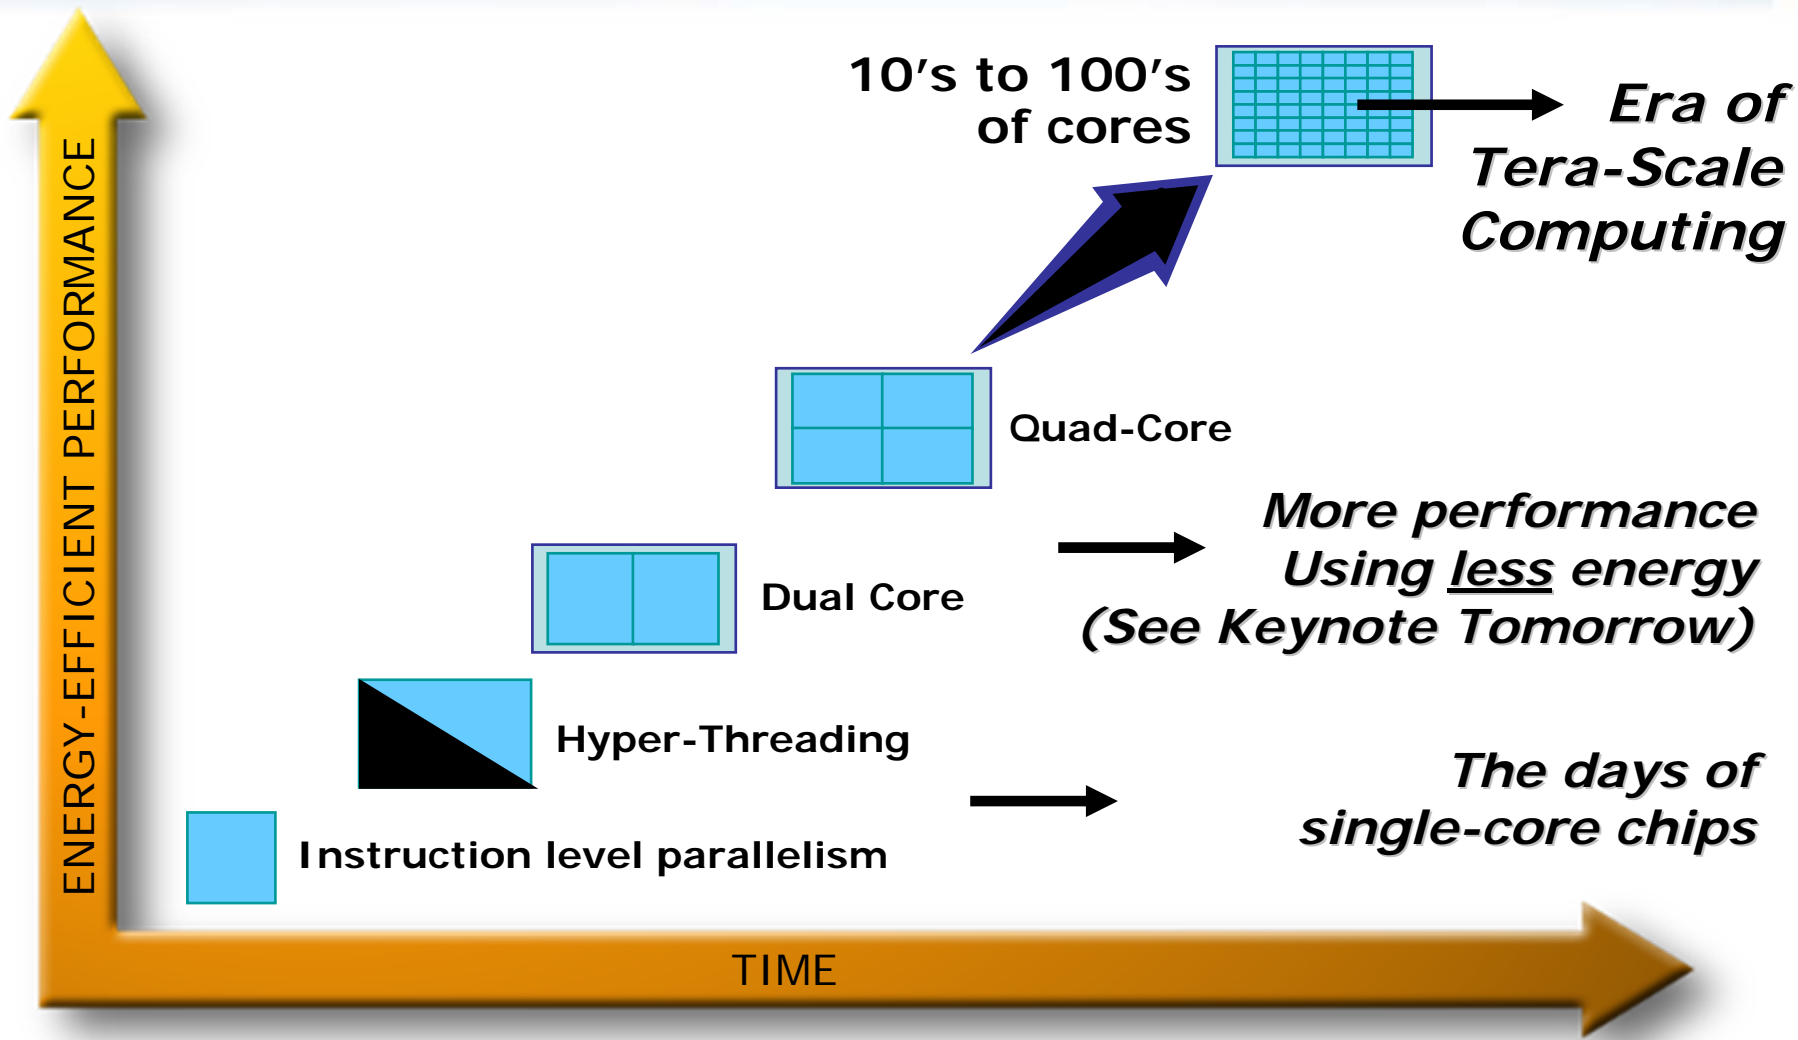 ENERGY-EFFICIENT PERFORMANCE
10's to 100's
of cores
Era of
Tera-Scale
Computing
Quad-Core
More performance
Using less energy
(See Keynote Tomorrow)
Dual Core
Hyper-Threading
The days of
single-core chips
Instruction level parallelism
TIME